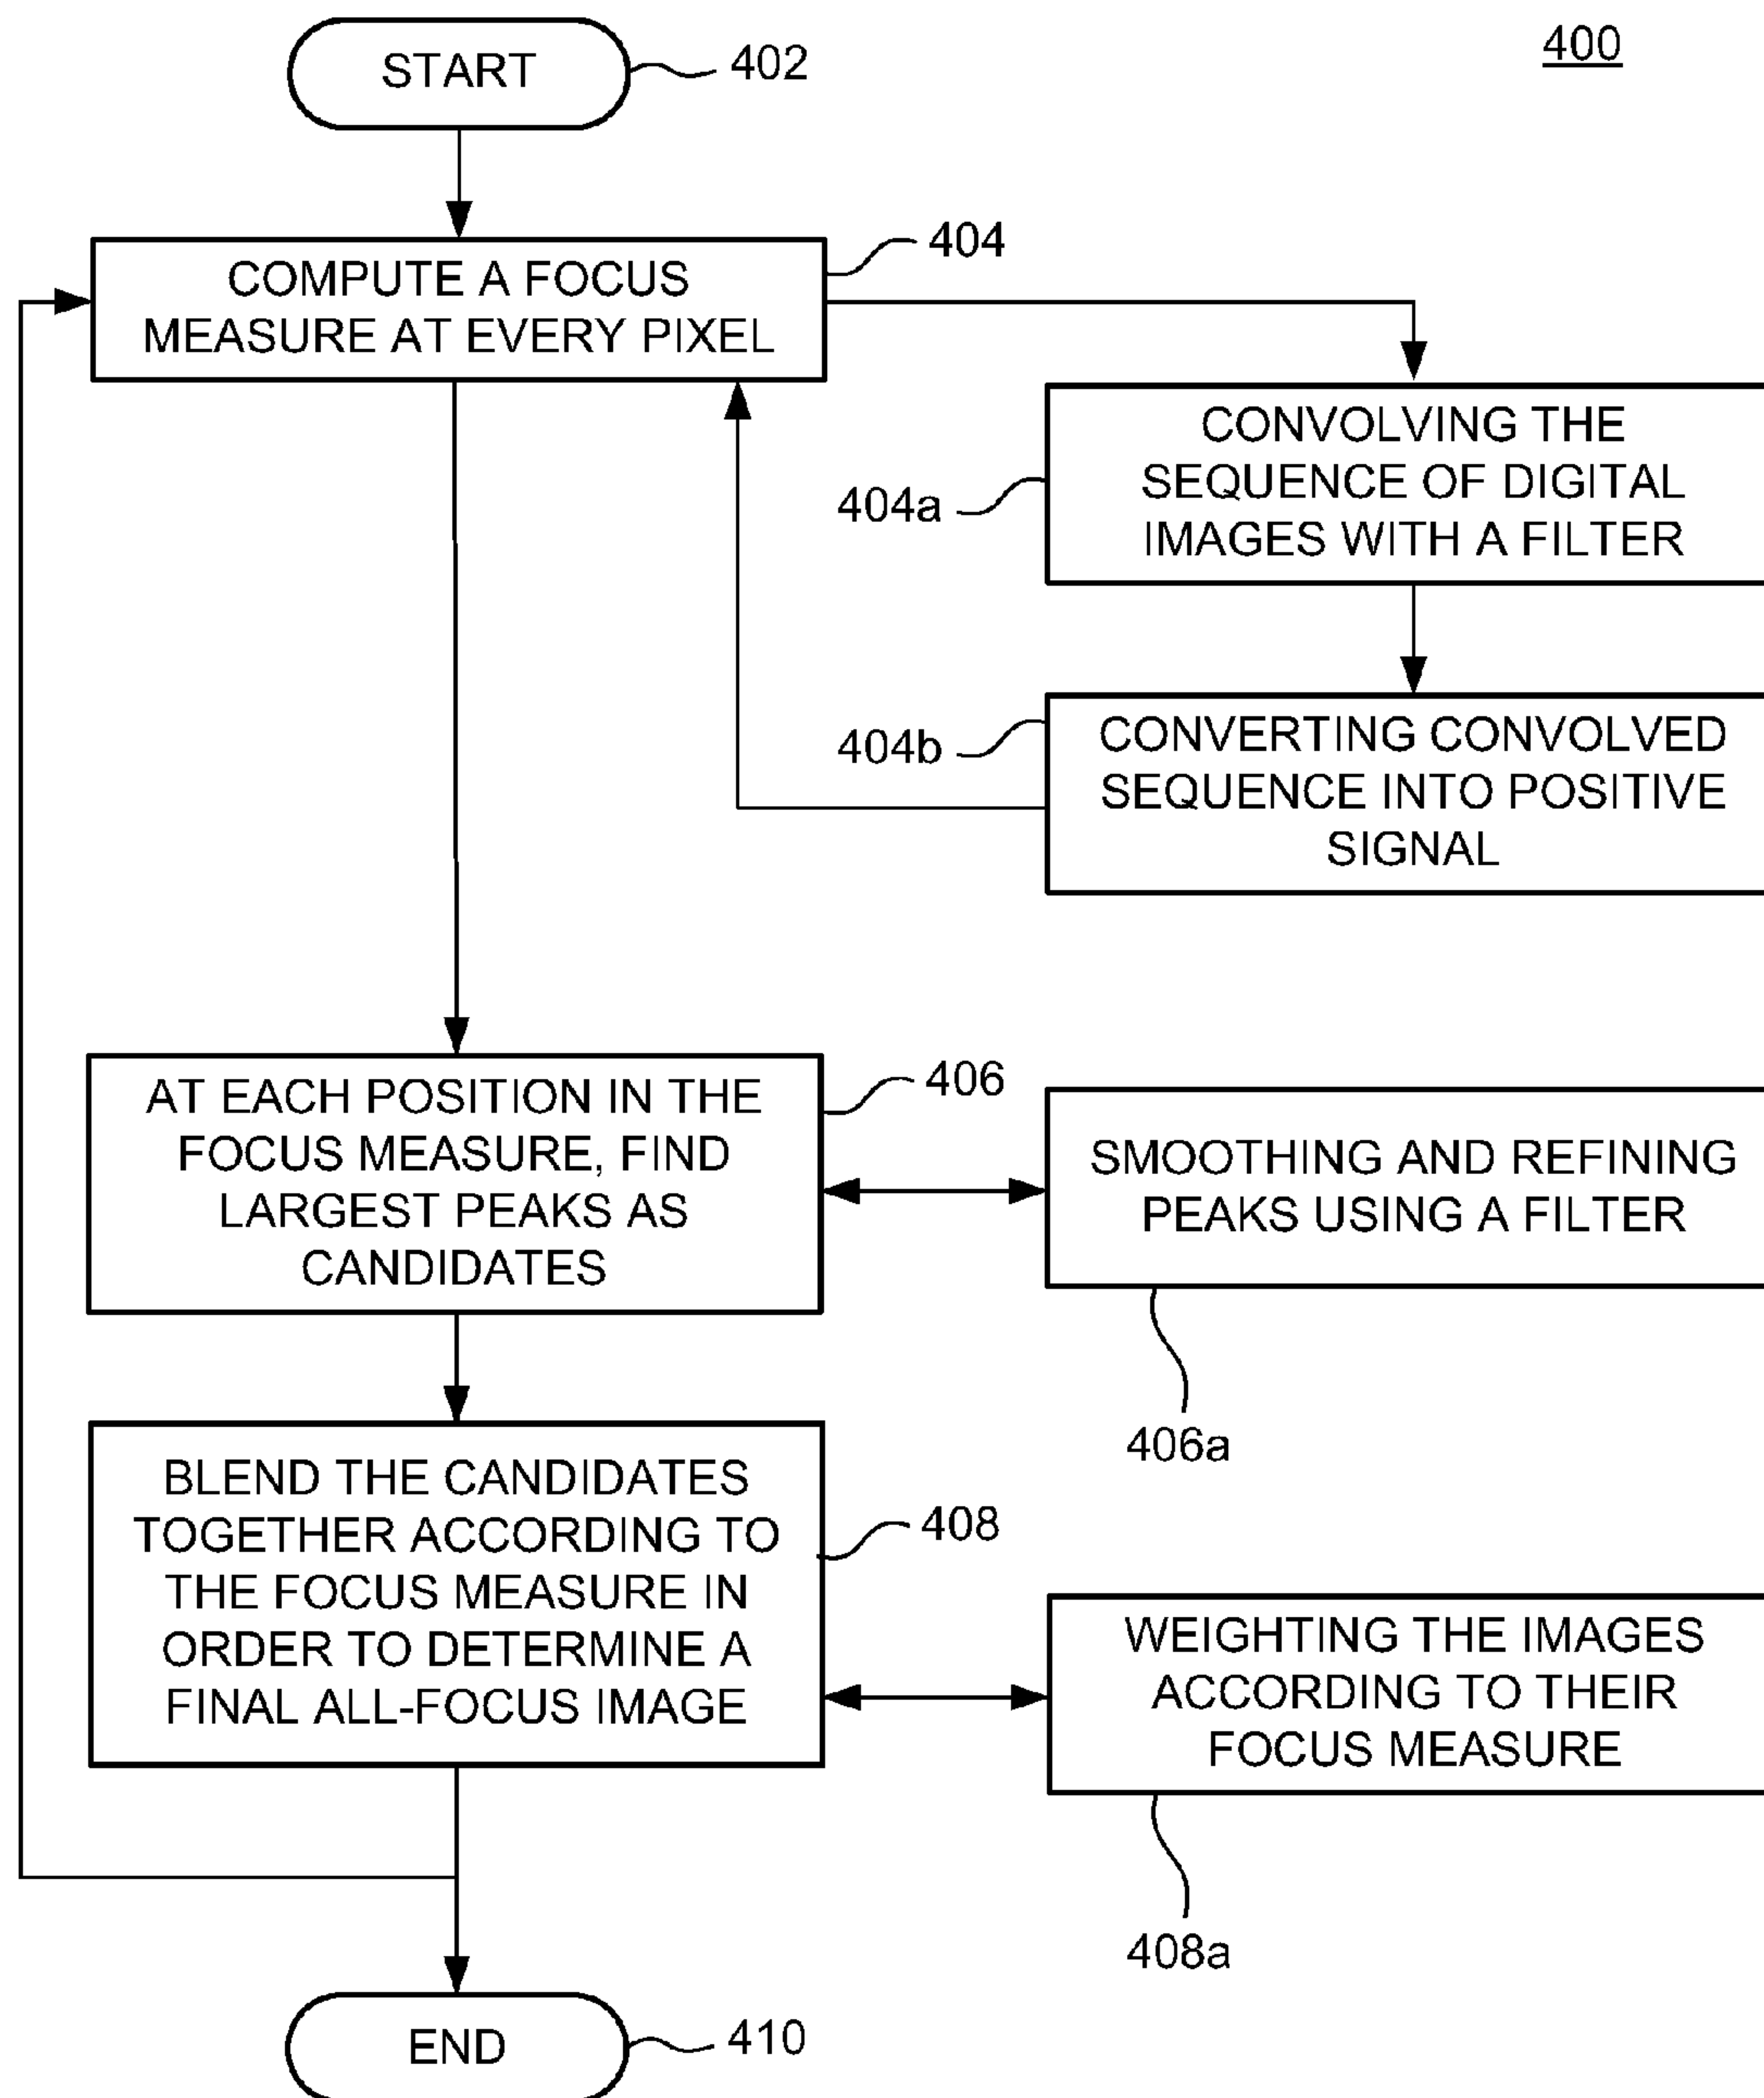 400
START
402
COMPUTE A FOCUS
MEASURE AT EVERY PIXEL
404
CONVOLVING THE
SEQUENCE OF DIGITAL
IMAGES WITH A FILTER
404a
CONVERTING CONVOLVED
SEQUENCE INTO POSITIVE
SIGNAL
404b
AT EACH POSITION IN THE
FOCUS MEASURE, FIND
LARGEST PEAKS AS
CANDIDATES
406
SMOOTHING AND REFINING
PEAKS USING A FILTER
406a
BLEND THE CANDIDATES
TOGETHER ACCORDING TO
THE FOCUS MEASURE IN
ORDER TO DETERMINE A
FINAL ALL-FOCUS IMAGE
408
WEIGHTING THE IMAGES
ACCORDING TO THEIR
FOCUS MEASURE
408a
END
410